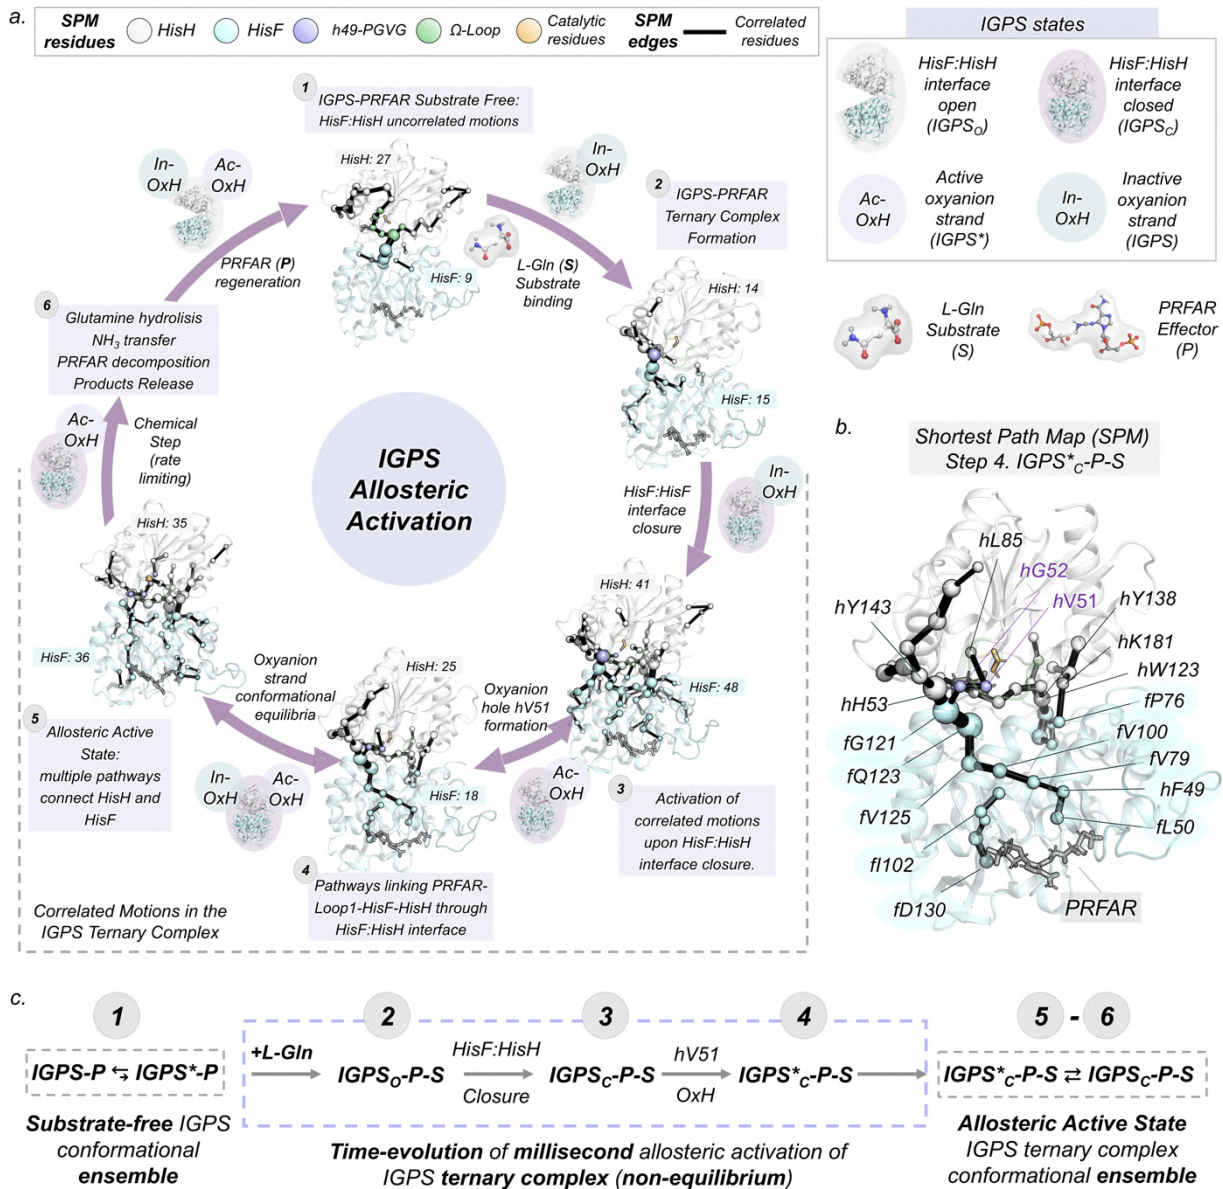 a.
SPM
residues
HisH
HisF
h49-PGVG
Ω-Loop
Catalytic
residues
SPM
edges
Correlated
residues
1
IGPS-PRFAR Substrate Free:
HisF:HisH uncorrelated motions
HisH: 27
HisF: 9
In-
OxH
Ac-
OxH
In-
OxH
L-Gln (S)
Substrate
binding
2
IGPS-PRFAR
Ternary Complex
Formation
HisH: 14
HisF: 15
PRFAR (P)
regeneration
6
Glutamine hydrolisis
NH3 transfer
PRFAR decomposition
Products Release
Ac-
OxH
Chemical
Step
(rate
limiting)
IGPS
Allosteric
Activation
HisH:HisF
interface
closure
In-
OxH
HisH: 35
HisF: 36
HisH: 41
HisF: 48
Oxyanion
strand
conformational
equilibria
HisH: 25
HisF: 18
Oxyanion
hole hV51
formation
5
Allosteric Active
State:
multiple pathways
connect HisH and
HisF
In-
OxH
Ac-
OxH
Ac-
OxH
3
Activation of
correlated motions
upon HisF:HisH
interface closure.
4
Pathways linking PRFAR-
Loop1-HisF-HisH through
HisF:HisH interface
Correlated Motions in the
IGPS Ternary Complex
IGPS states
HisF:HisH
interface
open
(IGPSO)
HisF:HisH
interface
closed
(IGPSC)
Ac-
OxH
Active
oxyanion
strand
(IGPS*)
In-
OxH
Inactive
oxyanion
strand
(IGPS)
L-Gln
Substrate
(S)
PRFAR
Effector
(P)
b.
Shortest Path Map (SPM)
Step 4. IGPS*C-P-S
hL85
hG52
hV51
hY143
hY138
hK181
hW123
hH53
fP76
fG121
fV100
fQ123
fV79
fV125
hF49
fL50
fI102
fD130
PRFAR
c.
1
IGPS-P ⇆ IGPS*-P
Substrate-free IGPS
conformational
ensemble
+L-Gln
2
IGPSO-P-S
HisF:HisH
Closure
3
IGPSC-P-S
hV51
OxH
4
IGPS*C-P-S
Time-evolution of millisecond allosteric activation of
IGPS ternary complex (non-equilibrium)
5 - 6
IGPS*C-P-S ⇄ IGPSC-P-S
Allosteric Active State
IGPS ternary complex
conformational ensemble